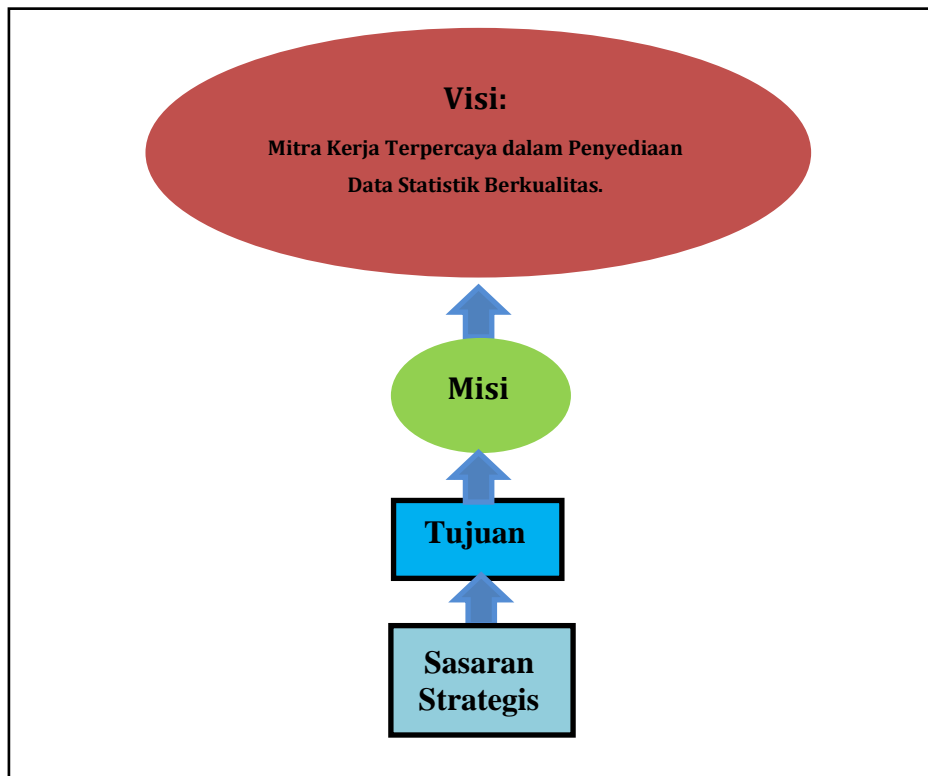 Visi:
Mitra Kerja Terpercaya dalam Penyediaan
Data Statistik Berkualitas.
Misi
Tujuan
Sasaran
Strategis